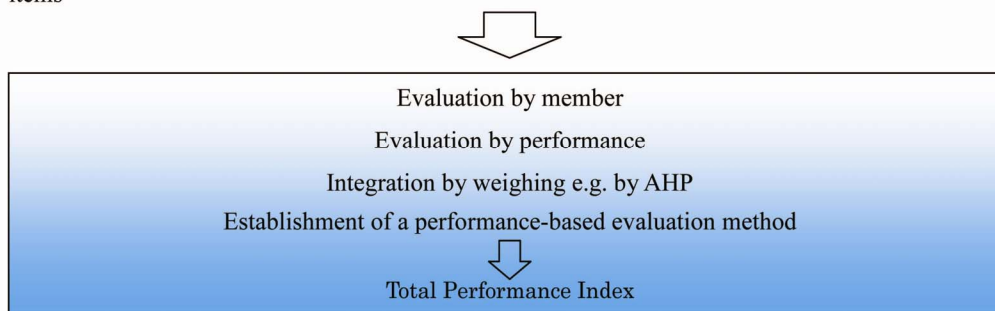 items
Evaluation by member
Evaluation by performance
Integration by weighing e.g. by AHP
Establishment of a performance-based evaluation method
Total Performance Index